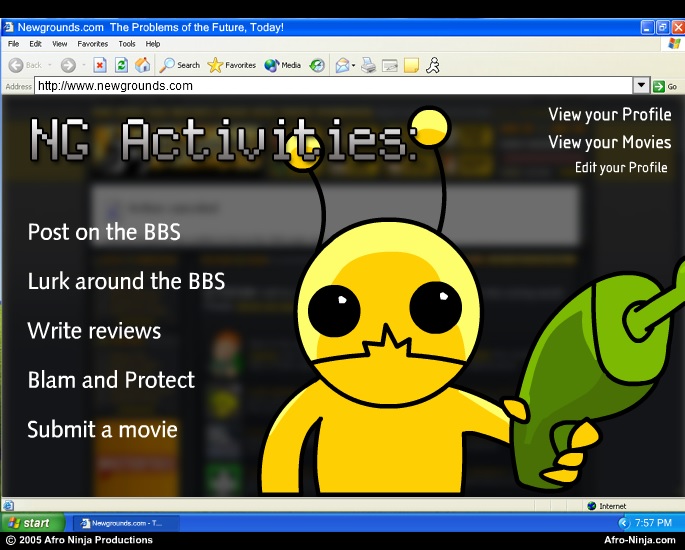 Newgrounds.com  The Problems of the Future, Today!
File Edit View Favorites Tools Help
Back Search Favorites Media
Address http://www.newgrounds.com Go
NG Activities:
View your Profile
View your Movies
Edit your Profile
Post on the BBS
Lurk around the BBS
Write reviews
Blam and Protect
Submit a movie
Internet
start Newgrounds.com - T... 7:57 PM
© 2005 Afro Ninja Productions Afro-Ninja.com